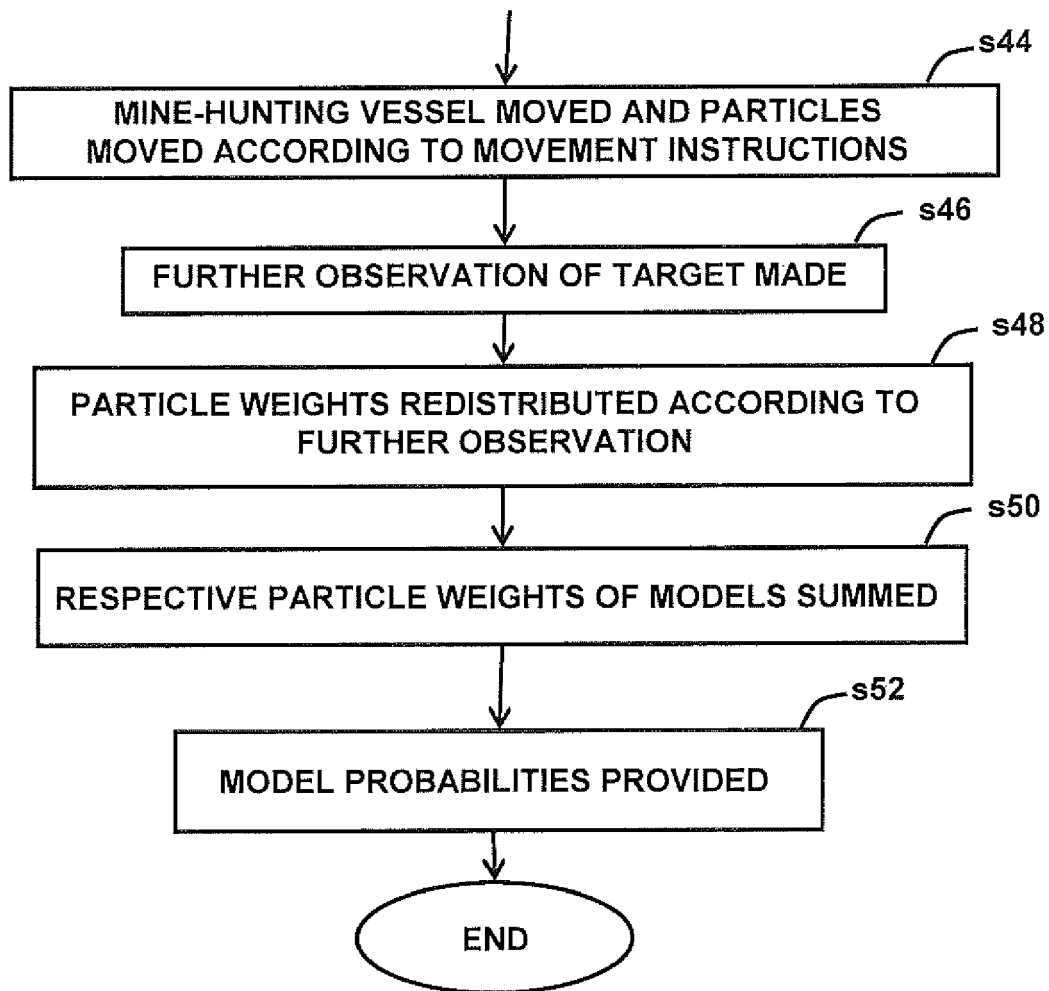 s44
MINE-HUNTING VESSEL MOVED AND PARTICLES
MOVED ACCORDING TO MOVEMENT INSTRUCTIONS
s46
FURTHER OBSERVATION OF TARGET MADE
s48
PARTICLE WEIGHTS REDISTRIBUTED ACCORDING TO
FURTHER OBSERVATION
s50
RESPECTIVE PARTICLE WEIGHTS OF MODELS SUMMED
s52
MODEL PROBABILITIES PROVIDED
END